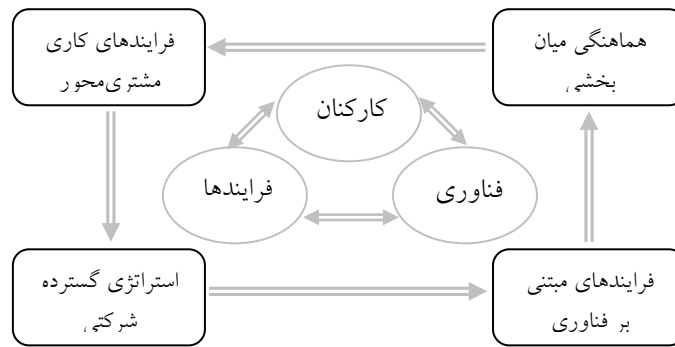 هماهنگی میان
بخشی
فرایندهای کاری
مشتری‌محور
کارکنان
فناوری
فرایندها
فرایندهای مبتنی
بر فناوری
استراتژی گسترده
شرکتی